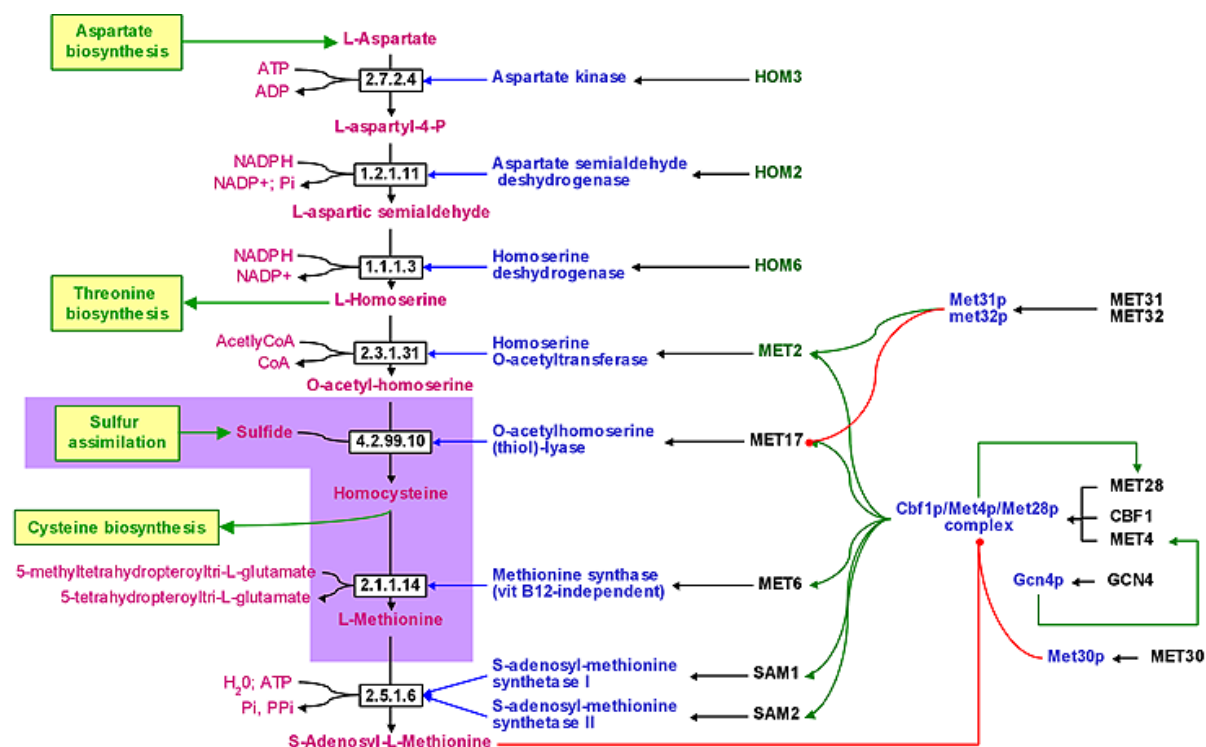 Aspartate
biosynthesis
L-Aspartate
ATP
ADP
2.7.2.4
Aspartate kinase
HOM3
L-aspartyl-4-P
NADPH
NADP+; Pi
1.2.1.11
Aspartate semialdehyde
deshydrogenase
HOM2
L-aspartic semialdehyde
NADPH
NADP+
1.1.1.3
Homoserine
deshydrogenase
HOM6
Threonine
biosynthesis
L-Homoserine
Met31p
met32p
MET31
MET32
AcetlyCoA
CoA
2.3.1.31
Homoserine
O-acetyltransferase
MET2
O-acetyl-homoserine
Sulfur
assimilation
Sulfide
4.2.99.10
O-acetylhomoserine
(thiol)-lyase
MET17
Homocysteine
Cbf1p/Met4p/Met28p
complex
MET28
CBF1
MET4
Cysteine biosynthesis
Gcn4p
GCN4
5-methyltetrahydropteroyltri-L-glutamate
5-tetrahydropteroyltri-L-glutamate
2.1.1.14
Methionine synthase
(vit B12-independent)
MET6
L-Methionine
Met30p
MET30
H20; ATP
Pi, PPi
2.5.1.6
S-adenosyl-methionine
synthetase I
SAM1
S-adenosyl-methionine
synthetase II
SAM2
S-Adenosyl-L-Methionine